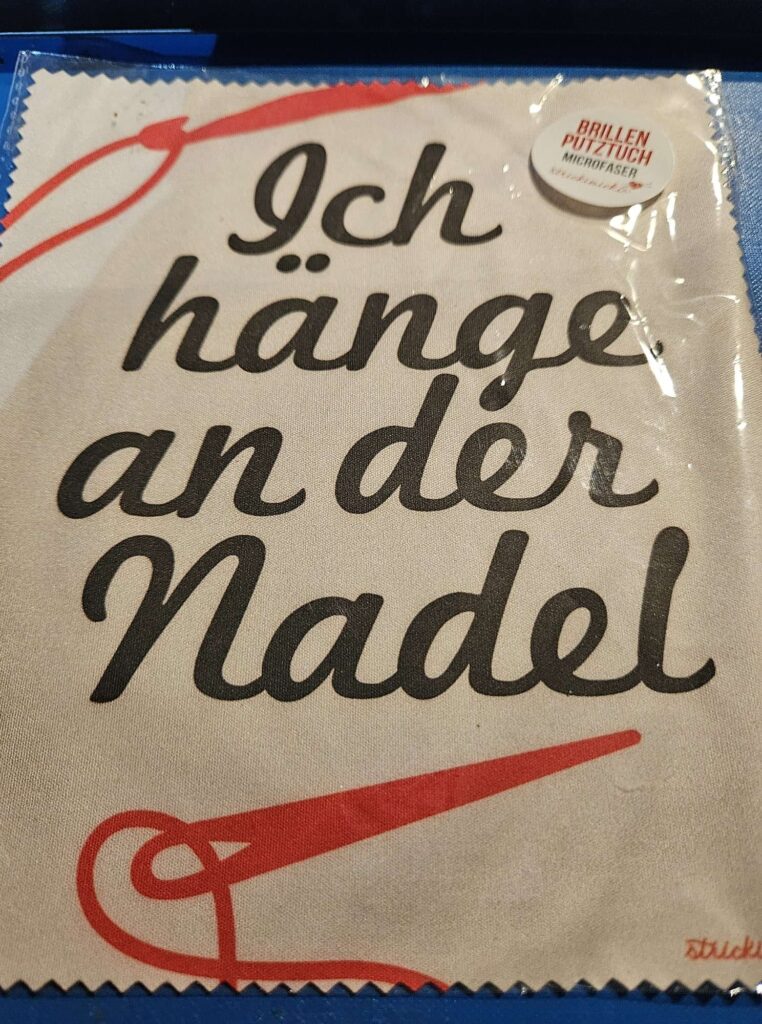 BRILLEN
PUTZTUCH
MICROFASER
Ich
hänge
an der
Nadel